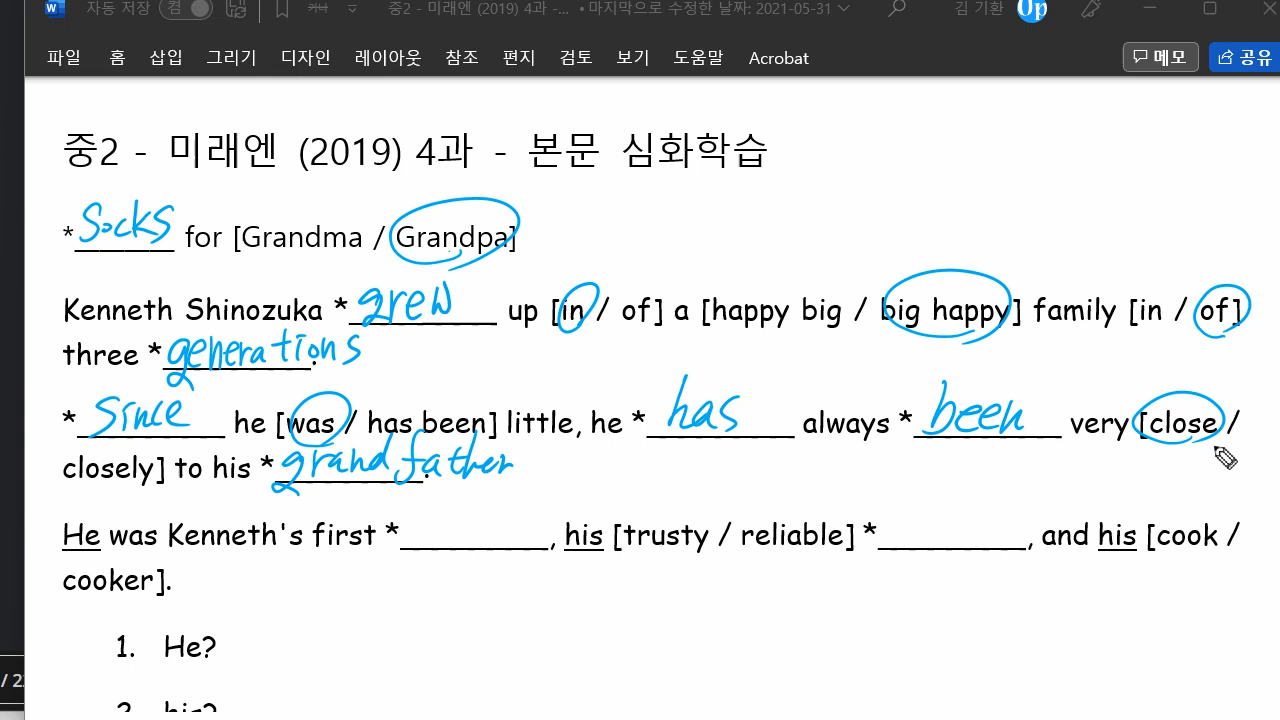 자동 저장 켬 중2 - 미래엔 (2019) 4과 -... • 마지막으로 수정한 날짜: 2021-05-31 김 기환
파일 홈 삽입 그리기 디자인 레이아웃 참조 편지 검토 보기 도움말 Acrobat 메모 공유
중2 - 미래엔 (2019) 4과 - 본문 심화학습
*Socks for [Grandma / Grandpa]
Kenneth Shinozuka *grew up [in / of] a [happy big / big happy] family [in / of]
three *generations.
*since he [was / has been] little, he *has always *been very [close /
closely] to his *grandfather.
He was Kenneth's first *_________, his [trusty / reliable] *_________, and his [cook /
cooker].
1. He?
2. his?